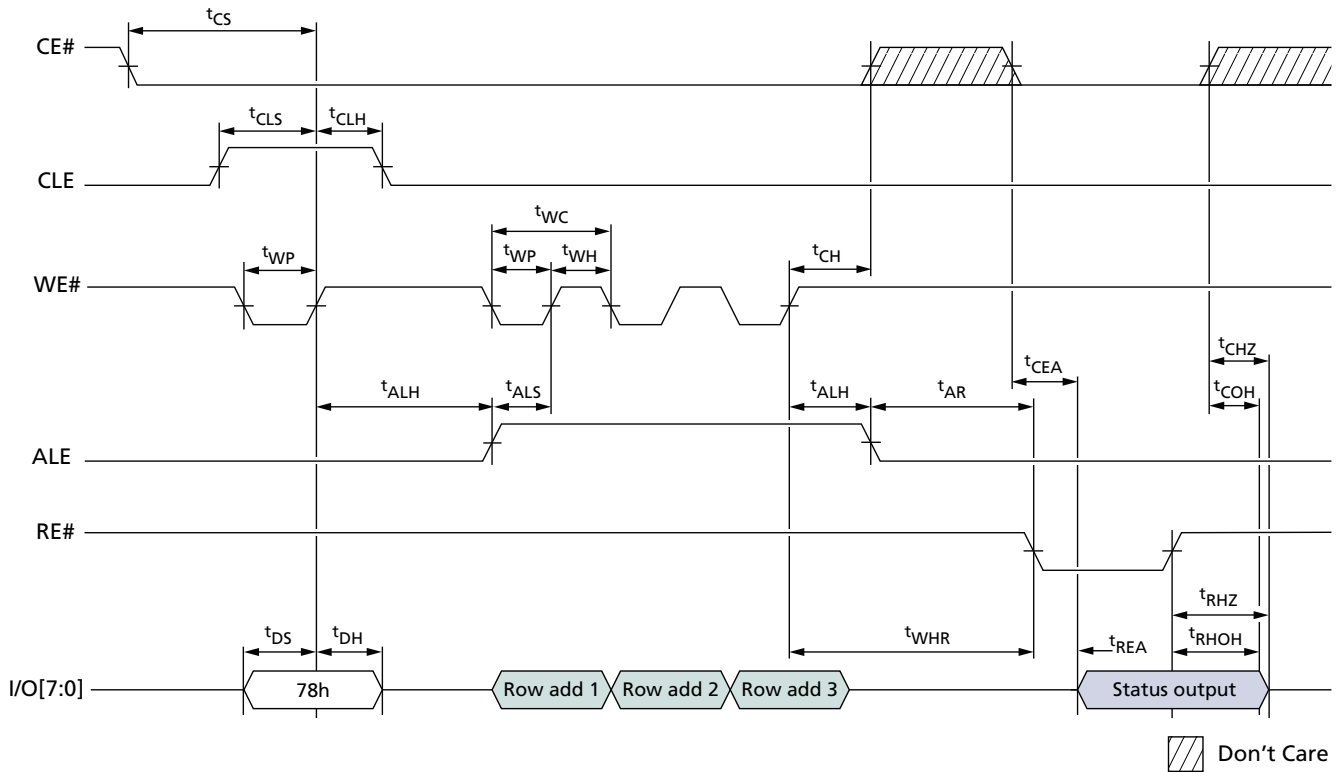 tCS
CE#
tCLS
tCLH
CLE
tWC
tWP
tWP
tWH
tCH
WE#
tCEA
tCHZ
tALH
tALS
tALH
tAR
tCOH
ALE
RE#
tRHZ
tDS
tDH
tWHR
tREA
tRHOH
I/O[7:0]
78h
Row add 1
Row add 2
Row add 3
Status output
Don't Care